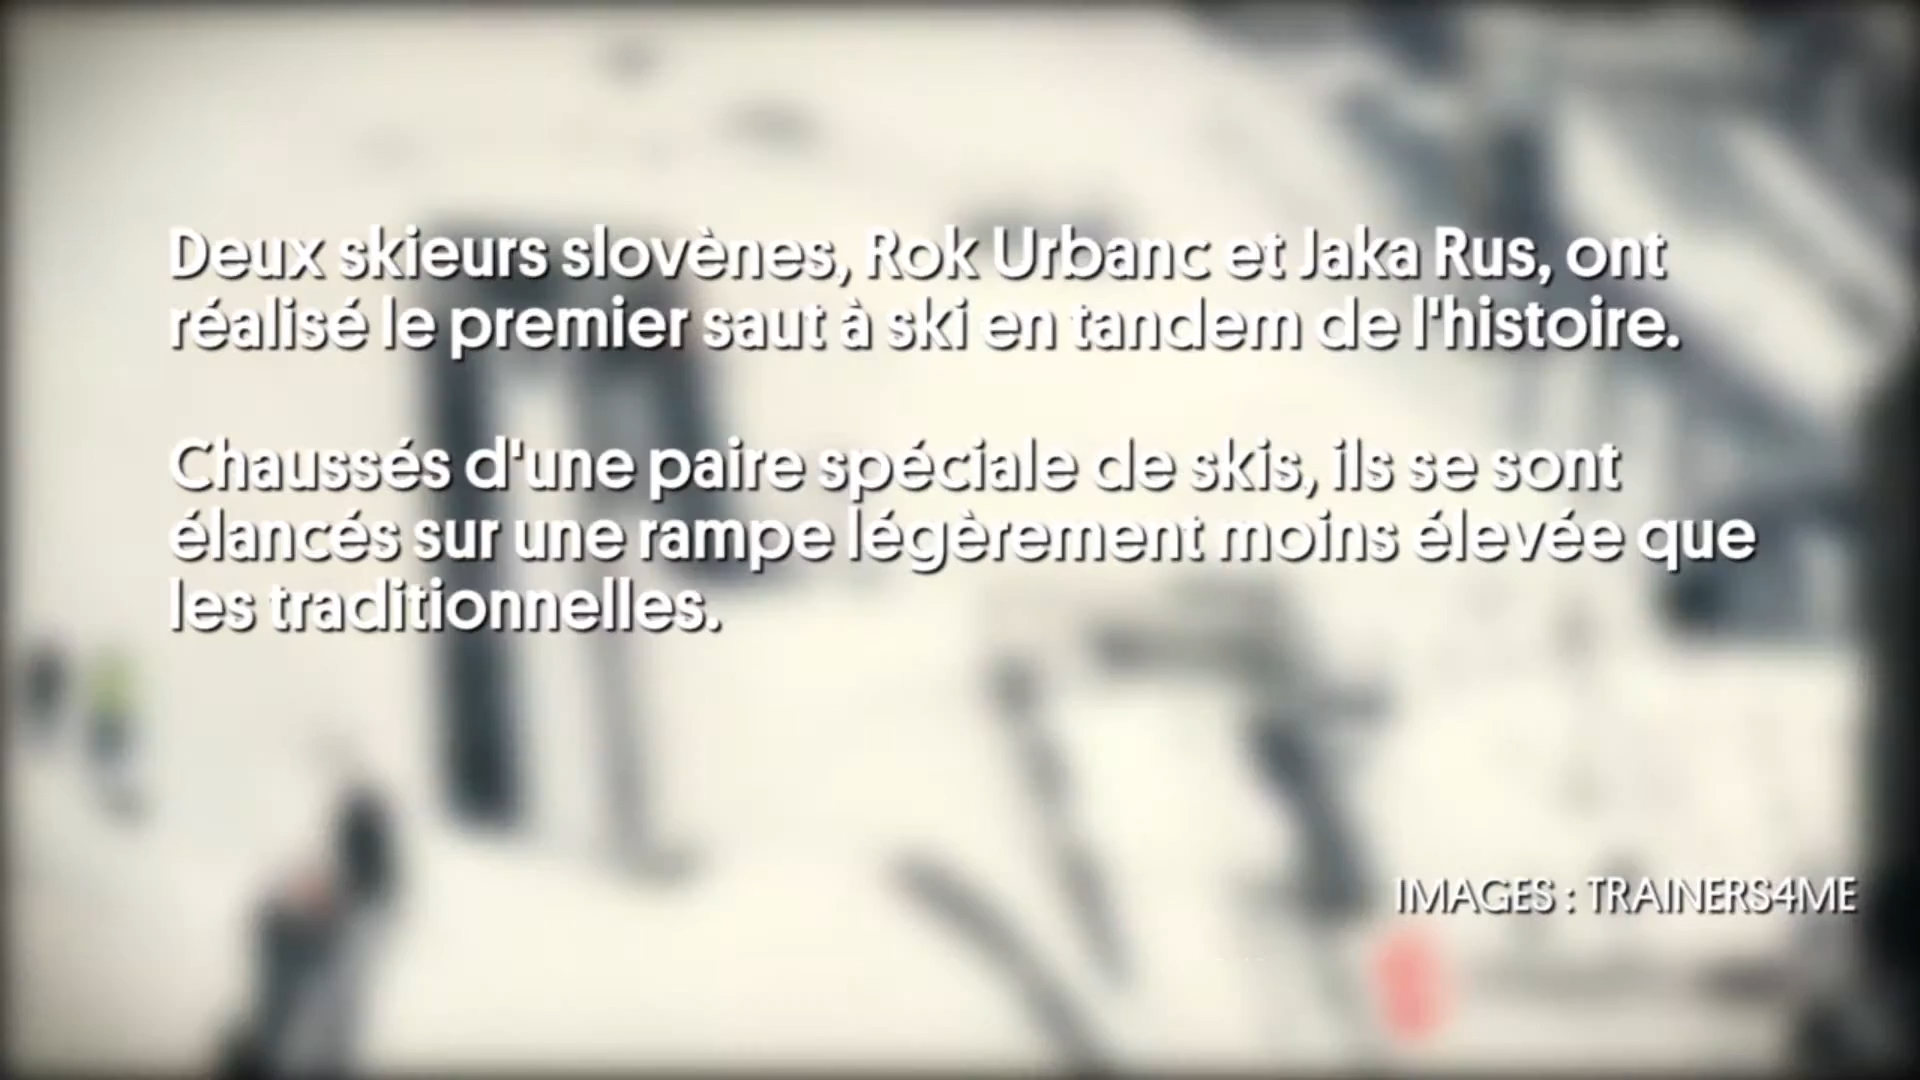 Deux skieurs slovènes, Rok Urbanc et Jaka Rus, ont
réalisé le premier saut à ski en tandem de l'histoire.
Chaussés d'une paire spéciale de skis, ils se sont
élancés sur une rampe légèrement moins élevée que
les traditionnelles.
IMAGES : TRAINERS4ME